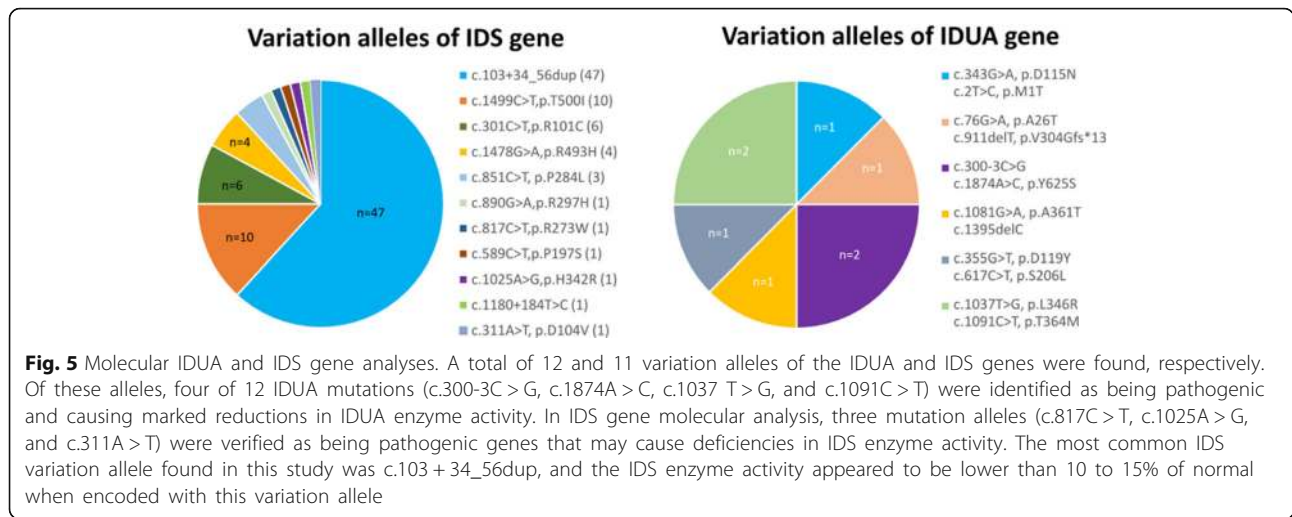 Variation alleles of IDS gene
n=47
n=10
n=6
n=4
c.103+34_56dup (47)
c.1499C>T,p.T500I (10)
c.301C>T,p.R101C (6)
c.1478G>A,p.R493H (4)
c.851C>T, p.P284L (3)
c.890G>A,p.R297H (1)
c.817C>T,p.R273W (1)
c.589C>T,p.P197S (1)
c.1025A>G,p.H342R (1)
c.1180+184T>C (1)
c.311A>T, p.D104V (1)
Variation alleles of IDUA gene
n=1
n=1
n=2
n=1
n=1
n=2
c.343G>A, p.D115N
c.2T>C, p.M1T
c.76G>A, p.A26T
c.911delT, p.V304Gfs*13
c.300-3C>G
c.1874A>C, p.Y625S
c.1081G>A, p.A361T
c.1395delC
c.355G>T, p.D119Y
c.617C>T, p.S206L
c.1037T>G, p.L346R
c.1091C>T, p.T364M
Fig. 5 Molecular IDUA and IDS gene analyses. A total of 12 and 11 variation alleles of the IDUA and IDS genes were found, respectively.
Of these alleles, four of 12 IDUA mutations (c.300-3C > G, c.1874A > C, c.1037 T > G, and c.1091C > T) were identified as being pathogenic
and causing marked reductions in IDUA enzyme activity. In IDS gene molecular analysis, three mutation alleles (c.817C > T, c.1025A > G,
and c.311A > T) were verified as being pathogenic genes that may cause deficiencies in IDS enzyme activity. The most common IDS
variation allele found in this study was c.103 + 34_56dup, and the IDS enzyme activity appeared to be lower than 10 to 15% of normal
when encoded with this variation allele